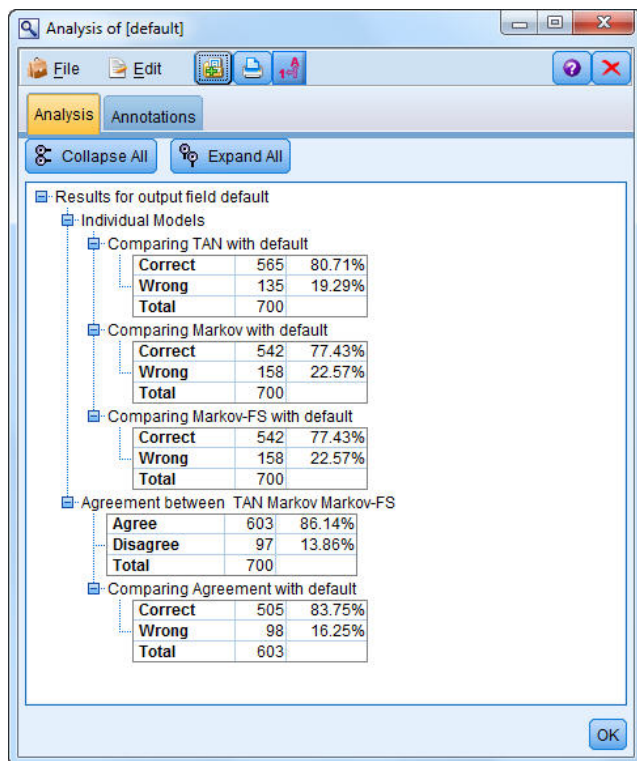 Analysis of [default]
File Edit
Analysis Annotations
Collapse All Expand All
Results for output field default
Individual Models
Comparing TAN with default
Correct 565 80.71%
Wrong 135 19.29%
Total 700
Comparing Markov with default
Correct 542 77.43%
Wrong 158 22.57%
Total 700
Comparing Markov-FS with default
Correct 542 77.43%
Wrong 158 22.57%
Total 700
Agreement between TAN Markov Markov-FS
Agree 603 86.14%
Disagree 97 13.86%
Total 700
Comparing Agreement with default
Correct 505 83.75%
Wrong 98 16.25%
Total 603
OK